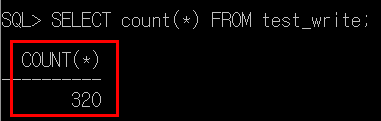 SQL> SELECT count(*) FROM test_write;
COUNT(*)
----------
320